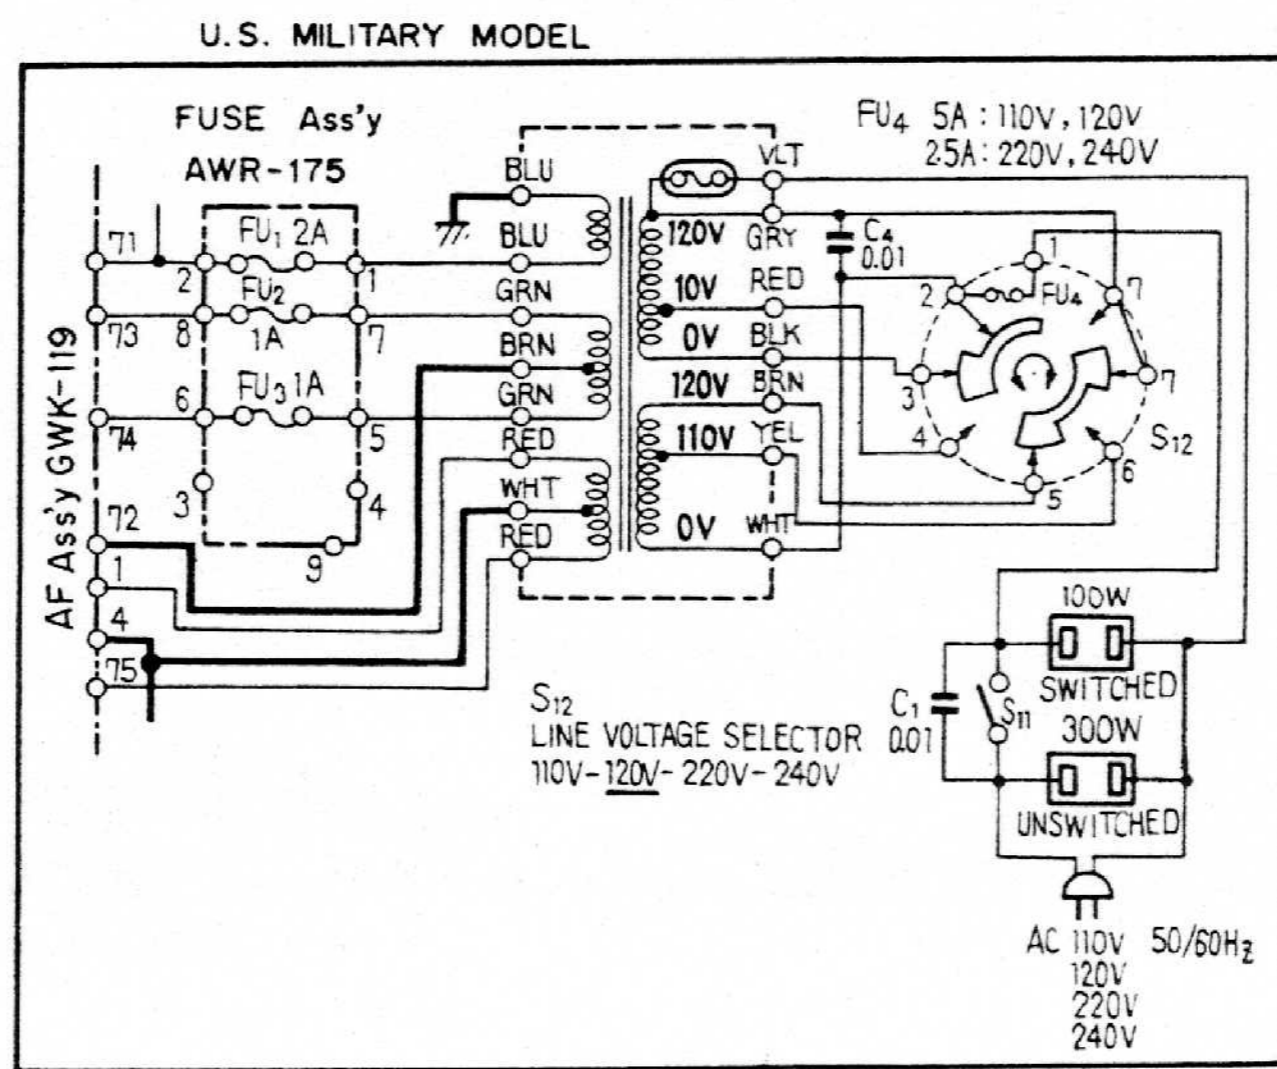 U.S. MILITARY MODEL
FUSE Ass'y
AWR-175
FU4 5A : 110V, 120V
2.5A : 220V, 240V
AF Ass'y GWK-119
71
73
74
72
1
4
75
2
8
6
3
9
FU1 2A
FU2
1A
FU3 1A
1
7
5
4
BLU
BLU
GRN
BRN
GRN
RED
WHT
RED
VLT
120V GRY
10V RED
0V BLK
120V BRN
110V YEL
0V WHT
C4
0.01
1
2
FU4
7
3
7
4
S12
6
5
100W
SWITCHED
C1
0.01
S11
300W
UNSWITCHED
S12
LINE VOLTAGE SELECTOR
110V-120V-220V-240V
AC 110V 50/60Hz
120V
220V
240V